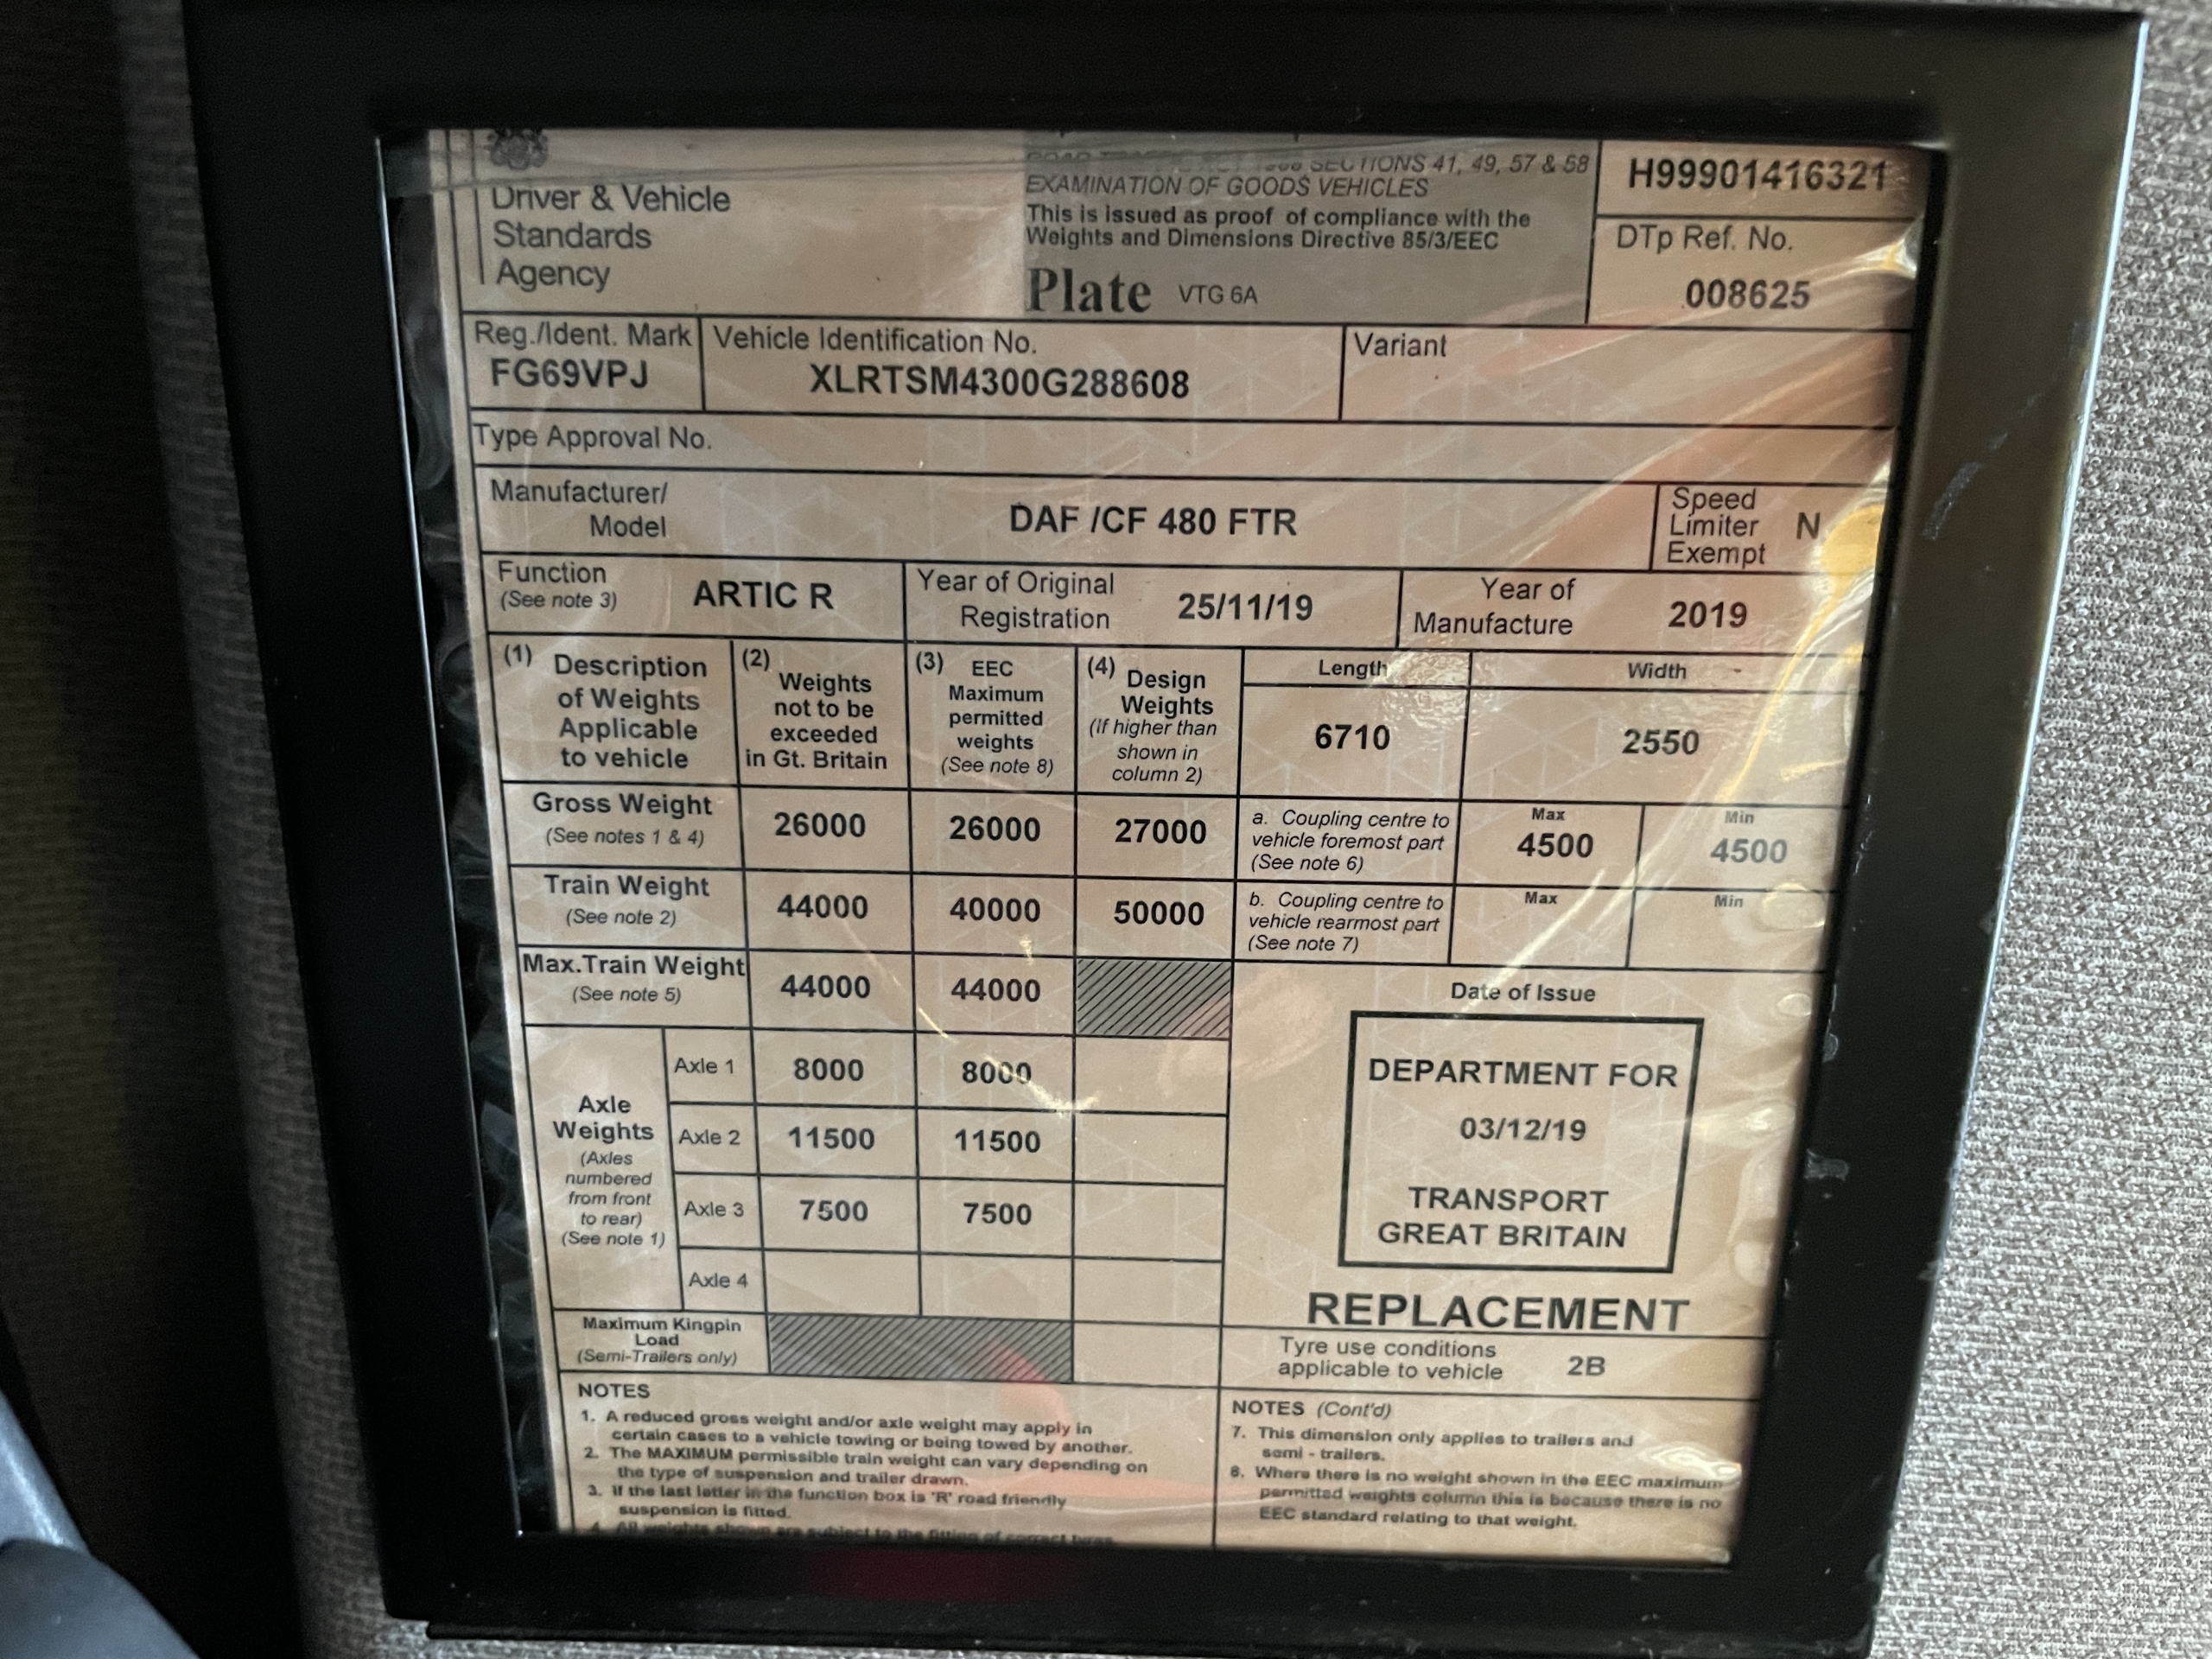 Driver & Vehicle
Standards
Agency
SECTIONS 41, 49, 57 & 58
EXAMINATION OF GOODS VEHICLES
This is issued as proof of compliance with the
Weights and Dimensions Directive 85/3/EEC
Plate VTG 6A
H99901416321
DTp Ref. No.
008625
Reg./Ident. Mark
FG69VPJ
Vehicle Identification No.
XLRTSM4300G288608
Variant
Type Approval No.
Manufacturer/
Model
DAF /CF 480 FTR
Speed
Limiter
Exempt
N
Function
(See note 3)
ARTIC R
Year of Original
Registration
25/11/19
Year of
Manufacture
2019
(1) Description
of Weights
Applicable
to vehicle
(2) Weights
not to be
exceeded
in Gt. Britain
(3) EEC
Maximum
permitted
weights
(See note 8)
(4) Design
Weights
(If higher than
shown in
column 2)
Length
6710
Width
2550
Gross Weight
(See notes 1 & 4)
26000
26000
27000
a. Coupling centre to
vehicle foremost part
(See note 6)
Max
4500
Min
4500
Train Weight
(See note 2)
44000
40000
50000
b. Coupling centre to
vehicle rearmost part
(See note 7)
Max
Min
Max.Train Weight
(See note 5)
44000
44000
Axle
Weights
(Axles
numbered
from front
to rear)
(See note 1)
Axle 1
8000
8000
Axle 2
11500
11500
Axle 3
7500
7500
Axle 4
Maximum Kingpin
Load
(Semi-Trailers only)
Date of Issue
DEPARTMENT FOR
03/12/19
TRANSPORT
GREAT BRITAIN
REPLACEMENT
Tyre use conditions
applicable to vehicle
2B
NOTES
1. A reduced gross weight and/or axle weight may apply in
certain cases to a vehicle towing or being towed by another.
2. The MAXIMUM permissible train weight can vary depending on
the type of suspension and trailer drawn.
3. If the last letter in the function box is 'R' road friendly
suspension is fitted.
4. All weights shown are subject to the fitting of correct tyres.
NOTES (Cont'd)
7. This dimension only applies to trailers and
semi - trailers.
8. Where there is no weight shown in the EEC maximum
permitted weights column this is because there is no
EEC standard relating to that weight.